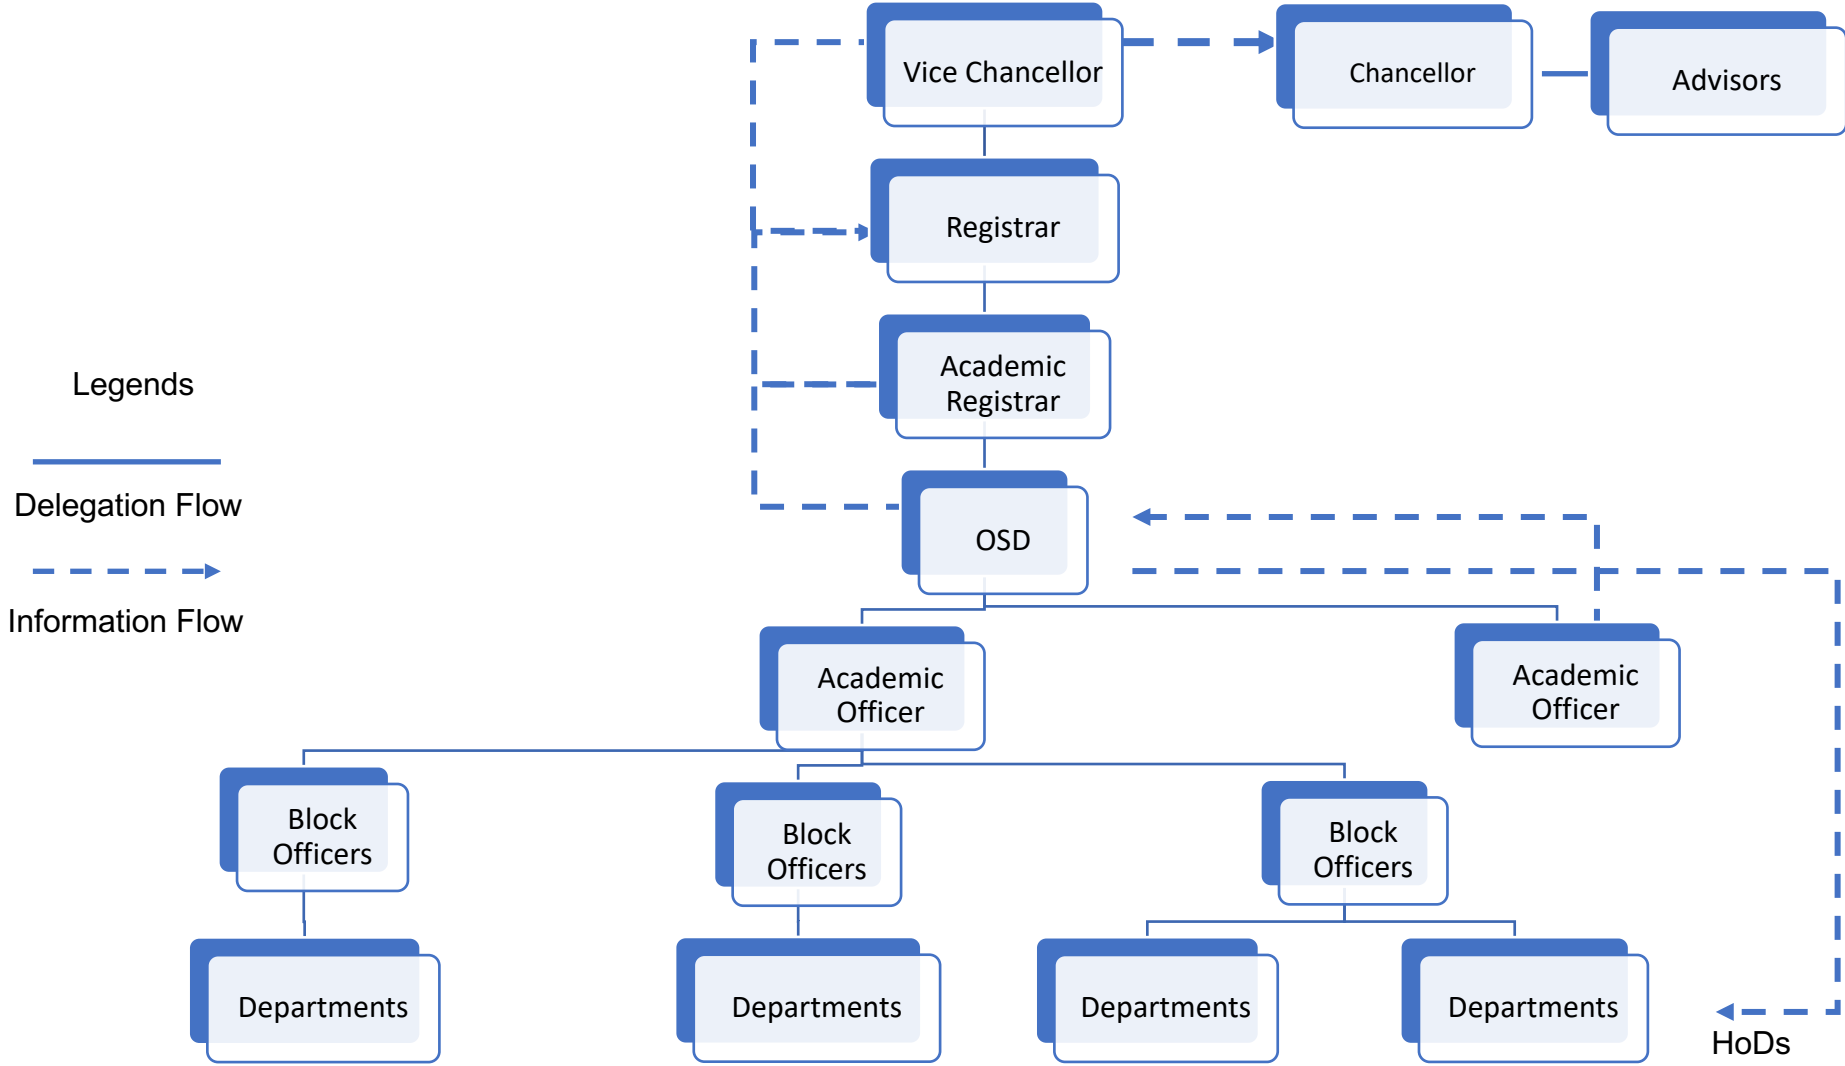 Vice Chancellor
Chancellor
Advisors
Registrar
Academic
Registrar
Legends
Delegation Flow
OSD
Information Flow
Academic
Officer
Academic
Officer
Block
Officers
Block
Officers
Block
Officers
Departments
Departments
Departments
Departments
HoDs